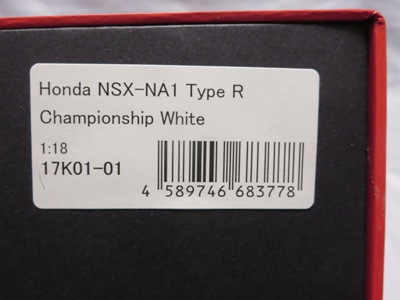 Honda NSX-NA1 Type R
Championship White
1:18
17K01-01
4 589746 683778